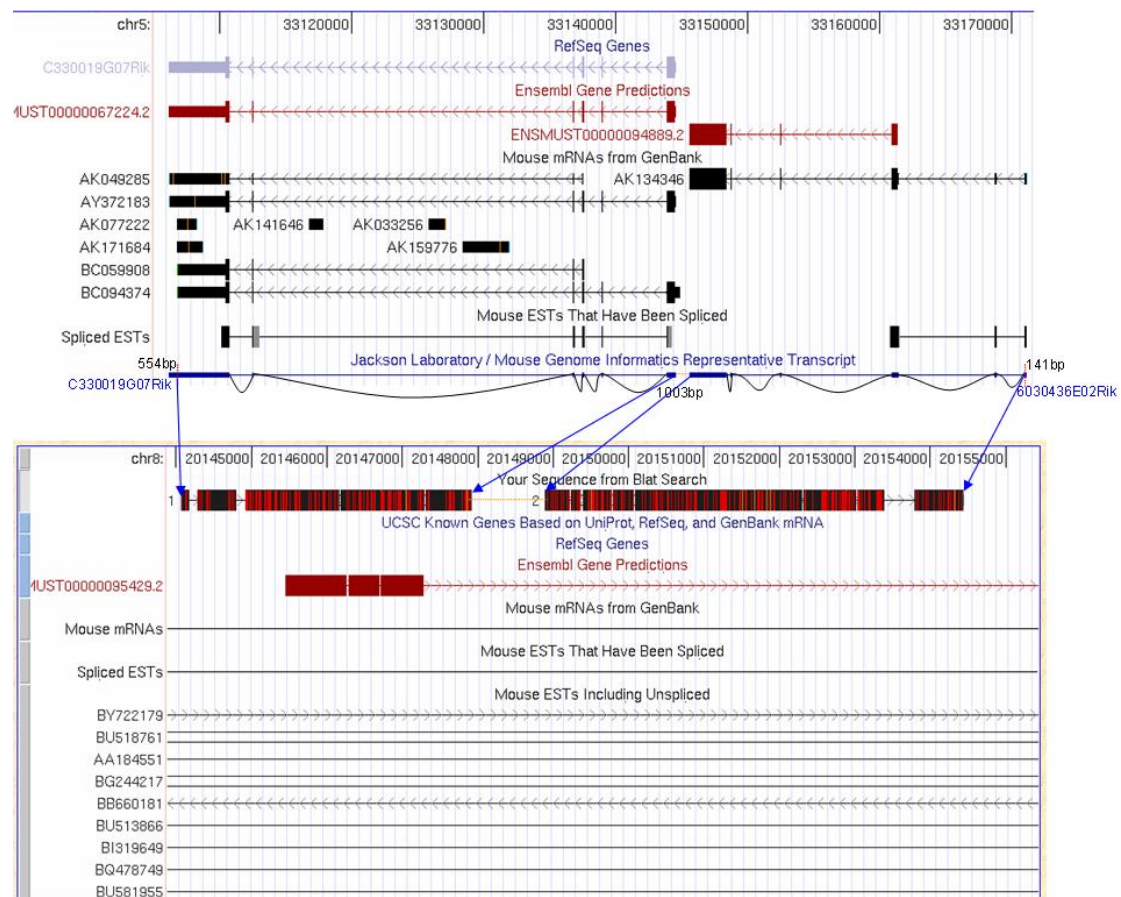 chr5: 33120000| 33130000| 33140000| 33150000| 33160000| 33170000|
RefSeq Genes
C330019G07Rik
Ensembl Gene Predictions
MUST00000067224.2
ENSMUST00000094889.2
Mouse mRNAs from GenBank
AK049285 AK134346
AY372183
AK077222 AK141646 AK033256
AK171684 AK159776
BC059908
BC094374
Mouse ESTs That Have Been Spliced
Spliced ESTs
Jackson Laboratory / Mouse Genome Informatics Representative Transcript
554bp 141bp
C330019G07Rik 1003bp 6030436E02Rik
chr8: | 20145000| 20146000| 20147000| 20148000| 20149000| 20150000| 20151000| 20152000| 20153000| 20154000| 20155000|
Your Sequence from Blat Search
1 2
UCSC Known Genes Based on UniProt, RefSeq, and GenBank mRNA
RefSeq Genes
Ensembl Gene Predictions
MUST00000095429.2
Mouse mRNAs from GenBank
Mouse mRNAs
Mouse ESTs That Have Been Spliced
Spliced ESTs
Mouse ESTs Including Unspliced
BY722179
BU518761
AA184551
BG244217
BB660181
BU513866
BI319649
BQ478749
BU581955